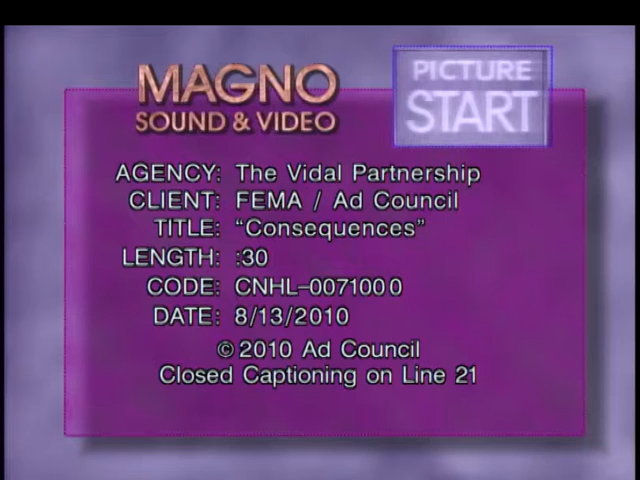 MAGNO
SOUND & VIDEO
PICTURE
START
AGENCY: The Vidal Partnership
CLIENT: FEMA / Ad Council
TITLE: “Consequences”
LENGTH: :30
CODE: CNHL–0071000
DATE: 8/13/2010
© 2010 Ad Council
Closed Captioning on Line 21